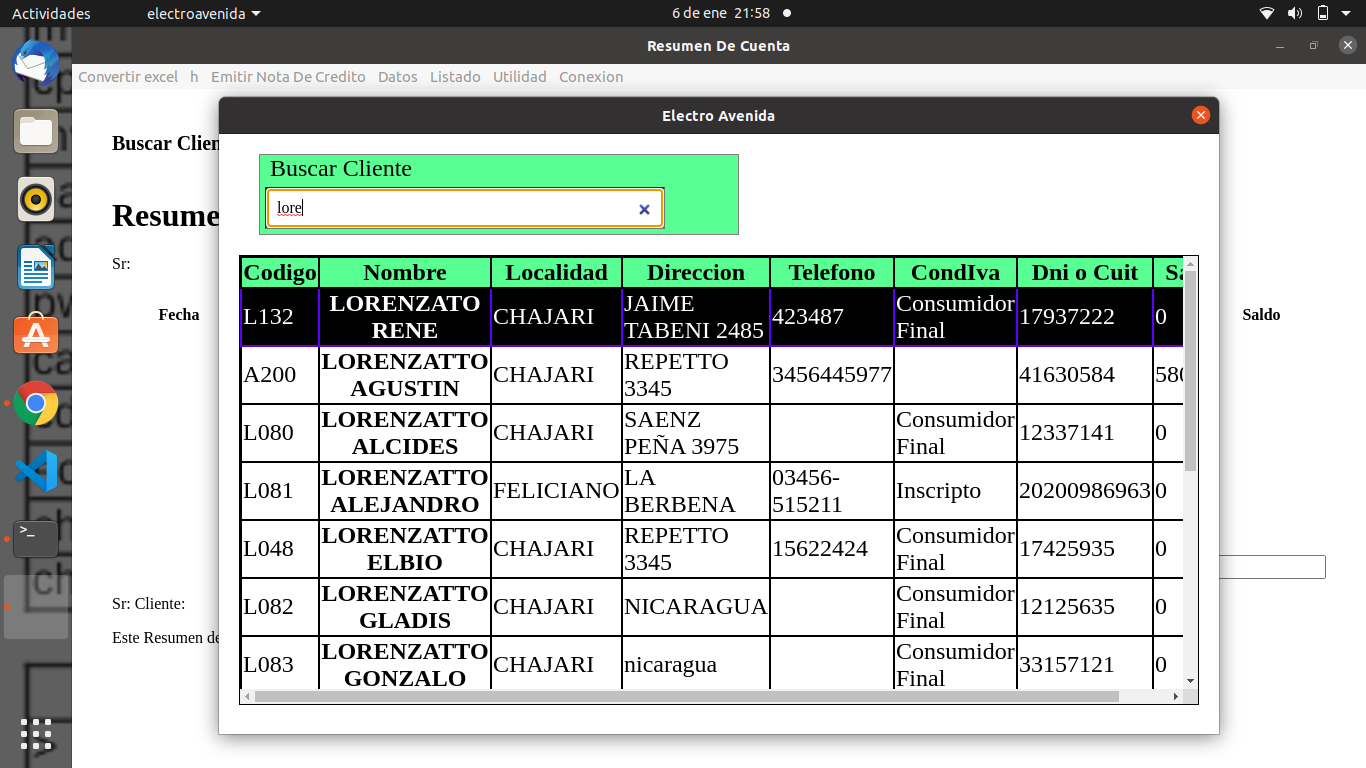 Actividades electroavenida 6 de ene 21:58
Resumen De Cuenta
Convertir excel h Emitir Nota De Credito Datos Listado Utilidad Conexion
Electro Avenida
Buscar Clien
Buscar Cliente
lore
Resume
Sr:
Fecha Saldo
Codigo Nombre Localidad Direccion Telefono CondIva Dni o Cuit Sa
L132 LORENZATO RENE CHAJARI JAIME TABENI 2485 423487 Consumidor Final 17937222 0
A200 LORENZATTO AGUSTIN CHAJARI REPETTO 3345 3456445977 41630584 580
L080 LORENZATTO ALCIDES CHAJARI SAENZ PEÑA 3975 Consumidor Final 12337141 0
L081 LORENZATTO ALEJANDRO FELICIANO LA BERBENA 03456-515211 Inscripto 20200986963 0
L048 LORENZATTO ELBIO CHAJARI REPETTO 3345 15622424 Consumidor Final 17425935 0
L082 LORENZATTO GLADIS CHAJARI NICARAGUA Consumidor Final 12125635 0
L083 LORENZATTO GONZALO CHAJARI nicaragua Consumidor Final 33157121 0
Sr: Cliente:
Este Resumen de